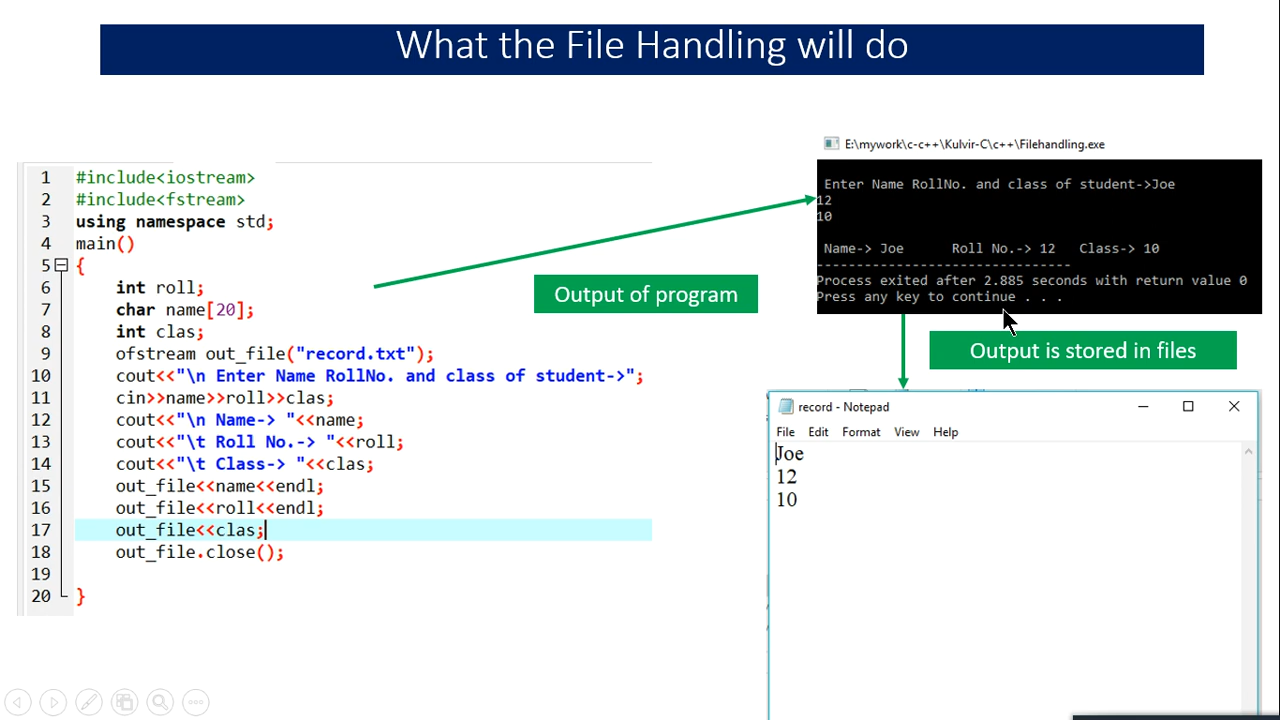 What the File Handling will do
1 #include<iostream>
2 #include<fstream>
3 using namespace std;
4 main()
5 {
6 int roll;
7 char name[20];
8 int clas;
9 ofstream out_file("record.txt");
10 cout<<"\n Enter Name RollNo. and class of student->";
11 cin>>name>>roll>>clas;
12 cout<<"\n Name-> "<<name;
13 cout<<"\t Roll No.-> "<<roll;
14 cout<<"\t Class-> "<<clas;
15 out_file<<name<<endl;
16 out_file<<roll<<endl;
17 out_file<<clas;
18 out_file.close();
19
20 }
Output of program
E:\mywork\c-c++\Kulvir-C\c++\Filehandling.exe
Enter Name RollNo. and class of student->Joe
12
10
Name-> Joe Roll No.-> 12 Class-> 10
--------------------------------
Process exited after 2.885 seconds with return value 0
Press any key to continue . . .
Output is stored in files
record - Notepad
File Edit Format View Help
Joe
12
10